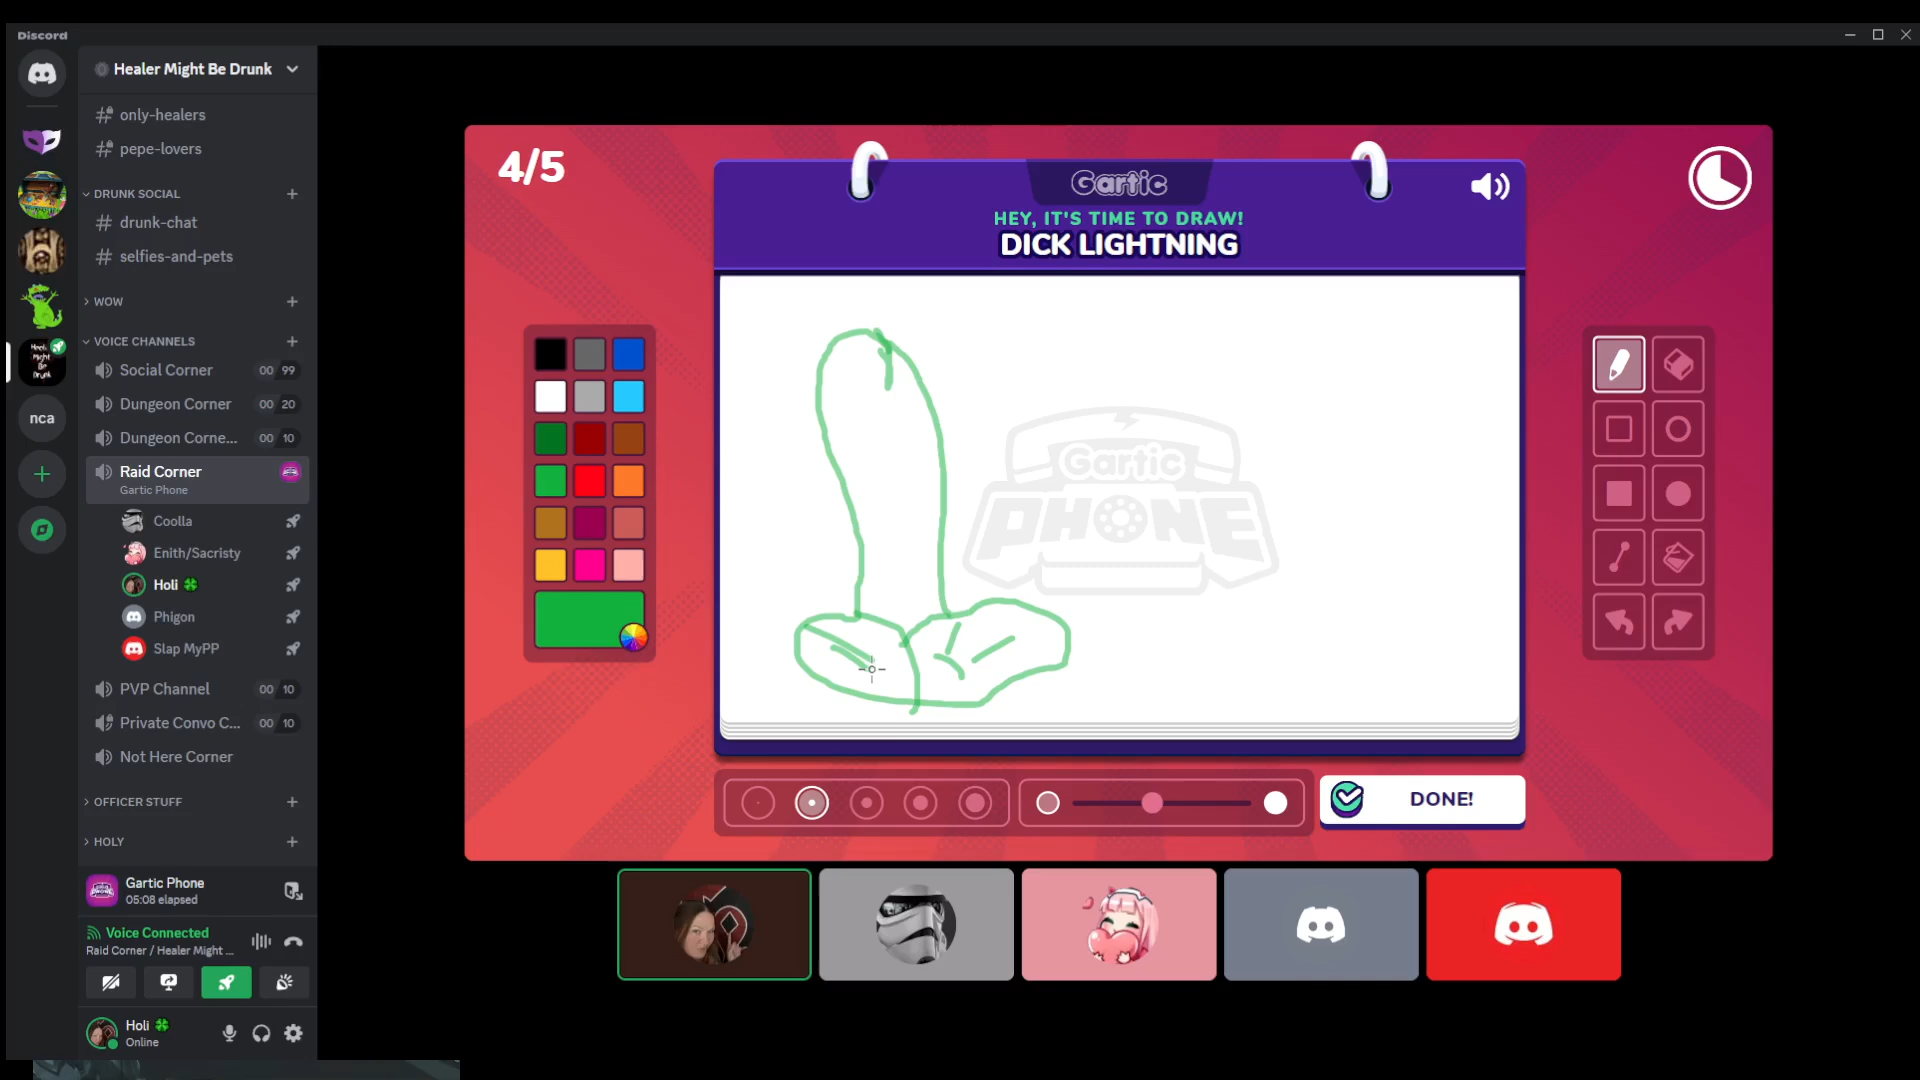 Discord
Healer Might Be Drunk
only-healers
pepe-lovers
DRUNK SOCIAL
drunk-chat
selfies-and-pets
WOW
VOICE CHANNELS
Social Corner 00 99
Dungeon Corner 00 20
Dungeon Corne... 00 10
Raid Corner
Gartic Phone
Coolla
Enith/Sacristy
Holi
Phigon
Slap MyPP
PVP Channel 00 10
Private Convo C... 00 10
Not Here Corner
OFFICER STUFF
HOLY
Gartic Phone
05:08 elapsed
Voice Connected
Raid Corner / Healer Might ...
Holi
Online
nca
Might
Be
Drunk
4/5
Gartic
HEY, IT'S TIME TO DRAW!
DICK LIGHTNING
Gartic
PHONE
DONE!